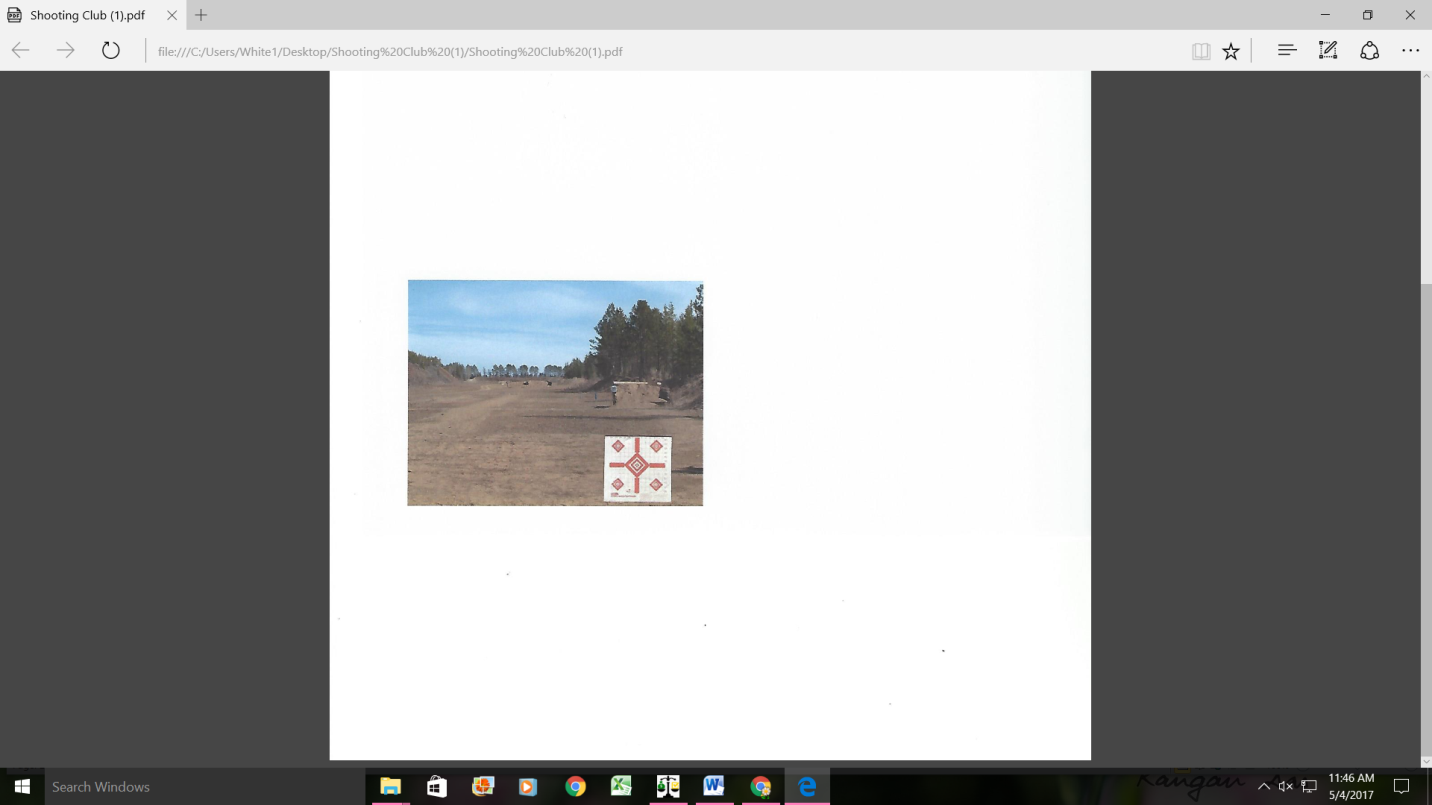 Shooting Club (1).pdf
file:///C:/Users/White1/Desktop/Shooting%20Club%20(1)/Shooting%20Club%20(1).pdf
Search Windows
Kangan
11:46 AM
5/4/2017